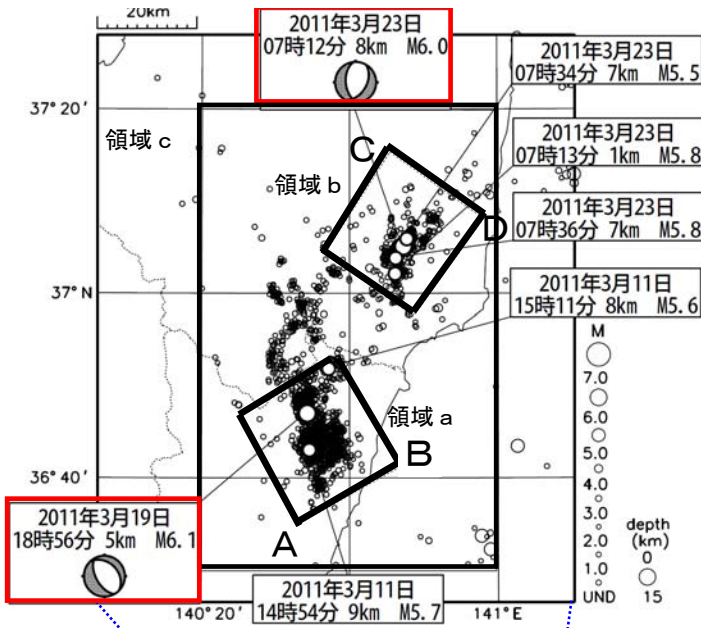 20km
2011年3月23日
07時12分 8km M6.0
2011年3月23日
07時34分 7km M5.5
37°20′
領域 c
C
2011年3月23日
07時13分 1km M5.8
領域 b
D
2011年3月23日
07時36分 7km M5.8
37°N
2011年3月11日
15時11分 8km M5.6
M
7.0
6.0
5.0
4.0
3.0
2.0
1.0
UND
領域 a
B
36°40′
A
2011年3月19日
18時56分 5km M6.1
depth
(km)
0
15
2011年3月11日
14時54分 9km M5.7
140°20′
141°E